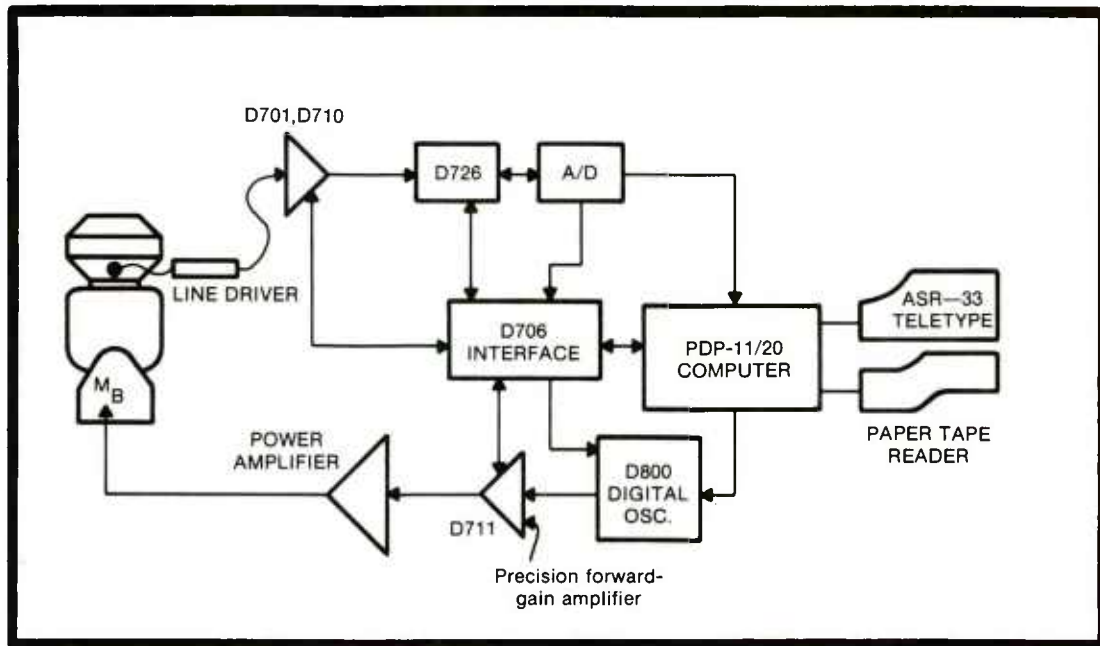 D701,D710
D726
A/D
LINE DRIVER
ASR—33
TELETYPE
D706
INTERFACE
PDP-11/20
COMPUTER
M
B
PAPER TAPE
READER
POWER
AMPLIFIER
D800
DIGITAL
OSC.
D711
Precision forward-
gain amplifier